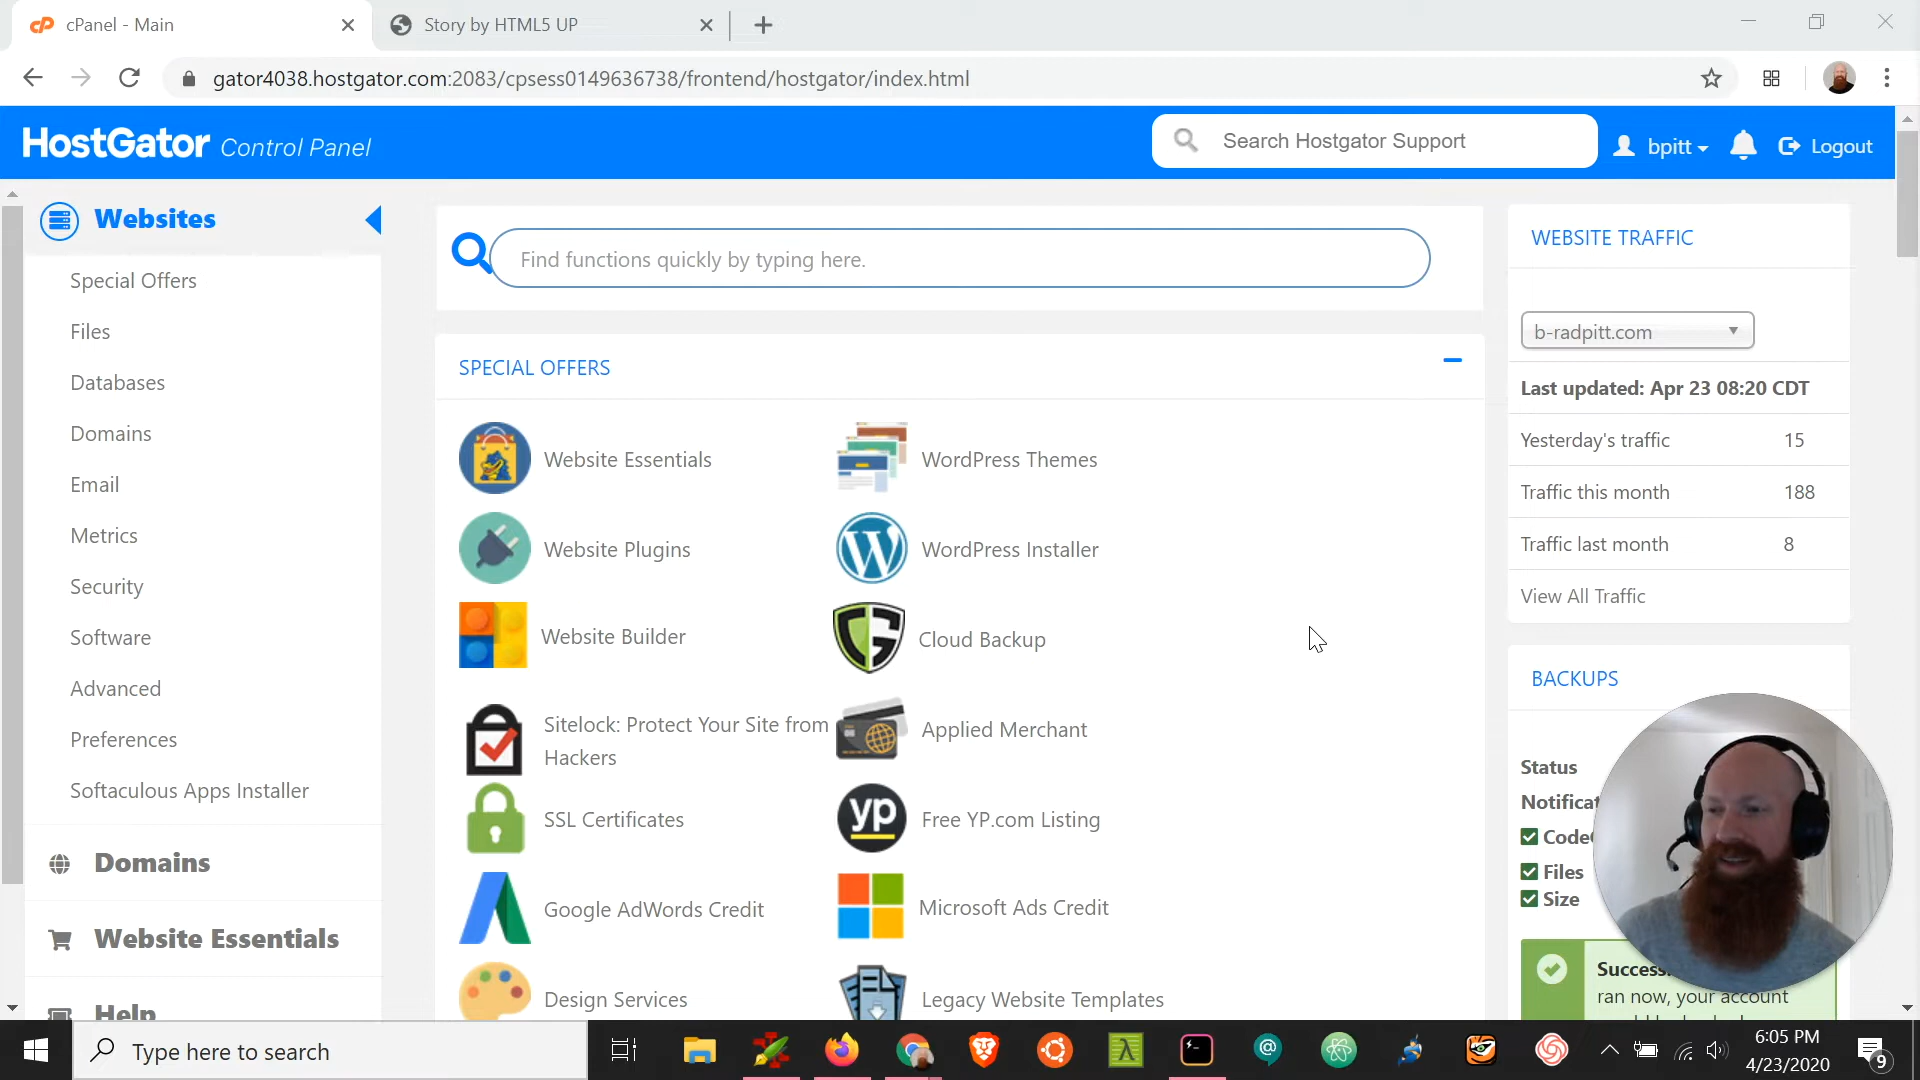 cPanel - Main
Story by HTML5 UP
gator4038.hostgator.com:2083/cpsess0149636738/frontend/hostgator/index.html
HostGator Control Panel
Search Hostgator Support
bpitt
Logout
Websites
Special Offers
Files
Databases
Domains
Email
Metrics
Security
Software
Advanced
Preferences
Softaculous Apps Installer
Domains
Website Essentials
Help
Find functions quickly by typing here.
SPECIAL OFFERS
Website Essentials
WordPress Themes
Website Plugins
WordPress Installer
Website Builder
Cloud Backup
Sitelock: Protect Your Site from
Hackers
Applied Merchant
SSL Certificates
yp
Free YP.com Listing
Google AdWords Credit
Microsoft Ads Credit
Design Services
Legacy Website Templates
WEBSITE TRAFFIC
b-radpitt.com
Last updated: Apr 23 08:20 CDT
Yesterday's traffic 15
Traffic this month 188
Traffic last month 8
View All Traffic
BACKUPS
Status
Files
Size
ran now, your account
Type here to search
6:05 PM
4/23/2020
9